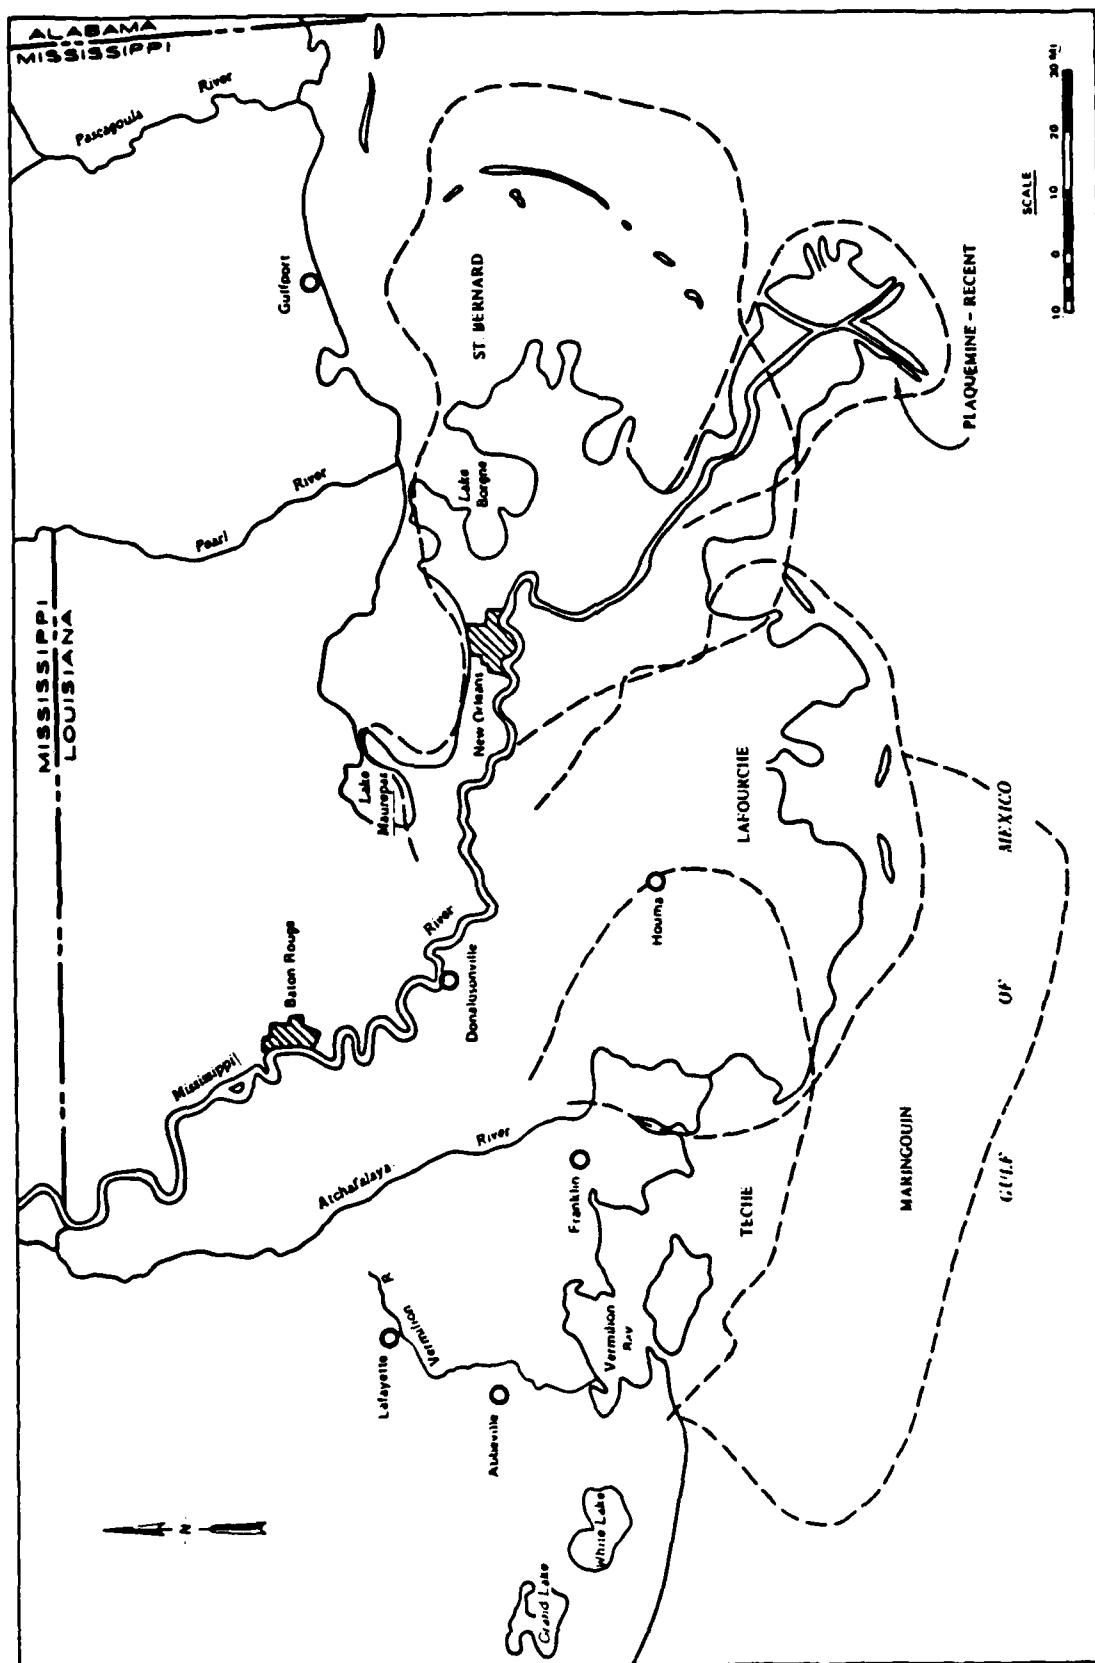 ALABAMA
MISSISSIPPI
Pascagoula River
Gulfport
MISSISSIPPI
LOUISIANA
Pearl River
ST. BERNARD
Lake
Borgne
New Orleans
Lake
Maurepas
Baton Rouge
Mississippi River
Donalusonville
Atchafalaya River
Houma
LAFOURCHE
PLAQUEMINE - RECENT
Franklin
TECHE
MARINGOUIN
GULF OF MEXICO
Lafayette
Vermilion R
Abbeville
Vermilion
Bay
White Lake
Grand Lake
N
SCALE
10 0 10 20 30 MI